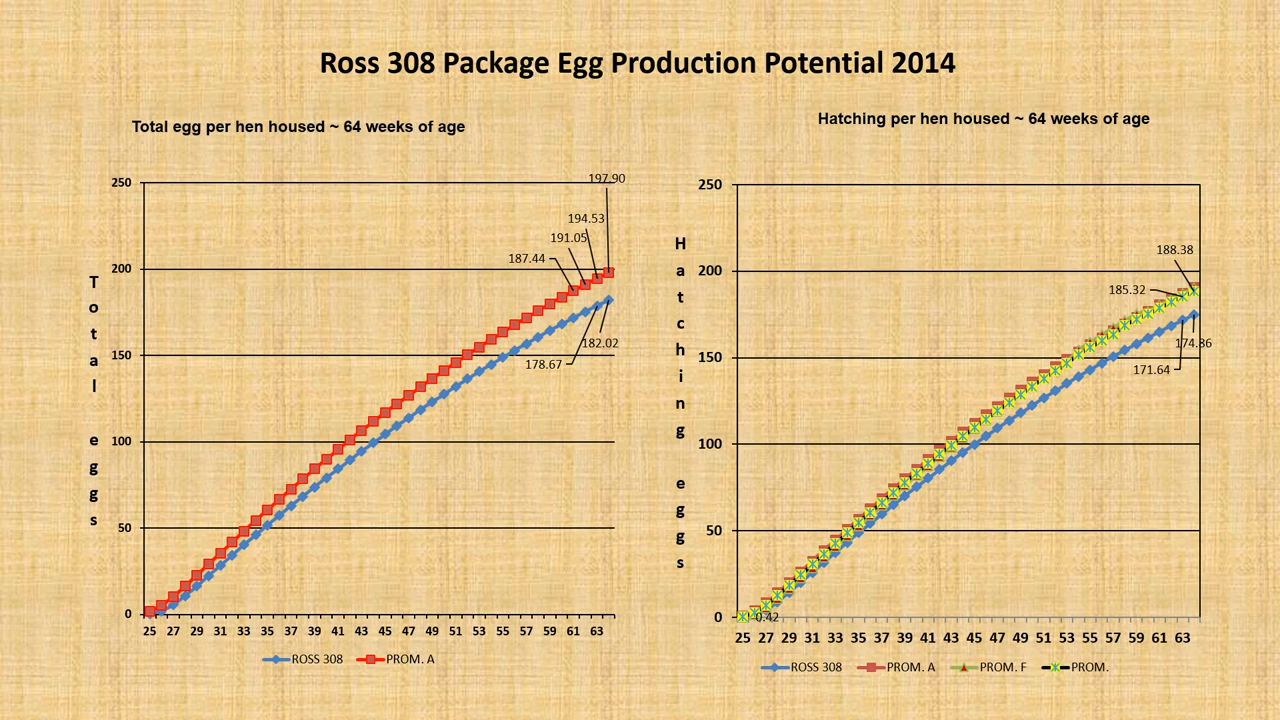 Ross 308 Package Egg Production Potential 2014
Total egg per hen housed ~ 64 weeks of age
Total eggs
250
200
150
100
50
0
197.90
194.53
191.05
187.44
182.02
178.67
25 27 29 31 33 35 37 39 41 43 45 47 49 51 53 55 57 59 61 63
ROSS 308 PROM. A
Hatching per hen housed ~ 64 weeks of age
Hatching eggs
250
200
150
100
50
0
188.38
185.32
174.86
171.64
0.42
25 27 29 31 33 35 37 39 41 43 45 47 49 51 53 55 57 59 61 63
ROSS 308 PROM. A PROM. F PROM.